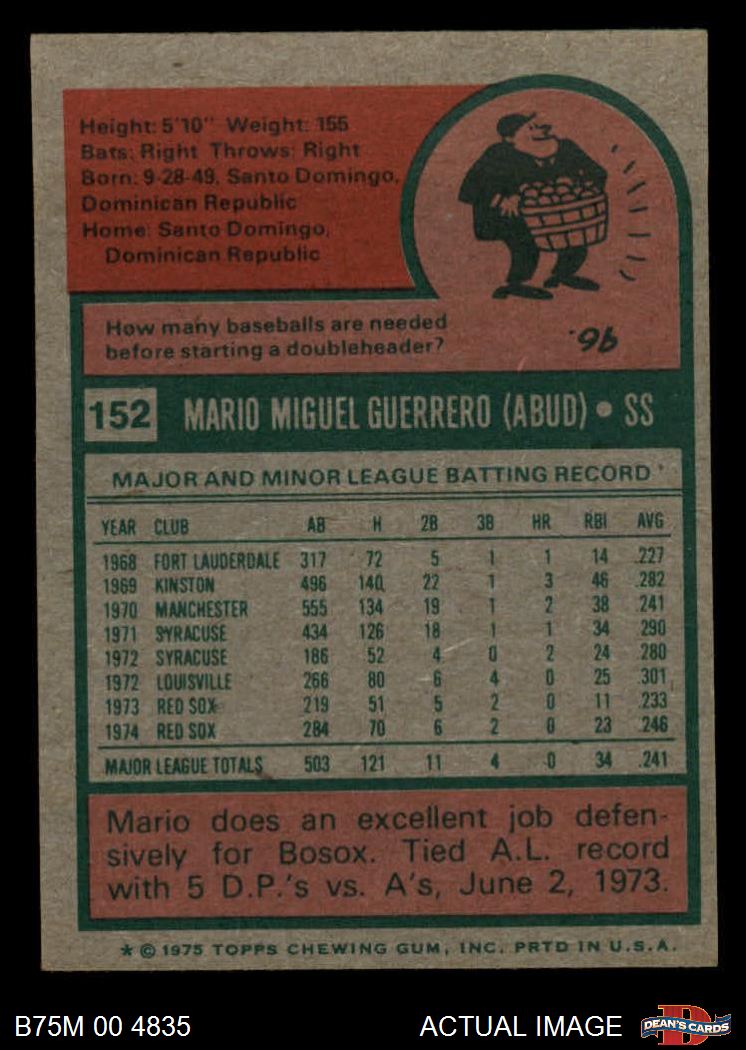 Height: 5'10" Weight: 155
Bats: Right Throws: Right
Born: 9-28-49, Santo Domingo,
Dominican Republic
Home: Santo Domingo,
Dominican Republic
How many baseballs are needed
before starting a doubleheader?
96.
152 MARIO MIGUEL GUERRERO (ABUD) • SS
MAJOR AND MINOR LEAGUE BATTING RECORD
YEAR CLUB AB H 2B 3B HR RBI AVG
1968 FORT LAUDERDALE 317 72 5 1 1 14 .227
1969 KINSTON 496 140 22 1 3 46 .282
1970 MANCHESTER 555 134 19 1 2 38 .241
1971 SYRACUSE 434 126 18 1 1 34 .290
1972 SYRACUSE 186 52 4 0 2 24 .280
1972 LOUISVILLE 266 80 6 4 0 25 .301
1973 RED SOX 219 51 5 2 0 11 .233
1974 RED SOX 284 70 6 2 0 23 .246
MAJOR LEAGUE TOTALS 503 121 11 4 0 34 .241
Mario does an excellent job defen-
sively for Bosox. Tied A.L. record
with 5 D.P.'s vs. A's, June 2, 1973.
* © 1975 TOPPS CHEWING GUM, INC. PRTD IN U.S.A.
B75M 00 4835 ACTUAL IMAGE DEAN'S CARDS